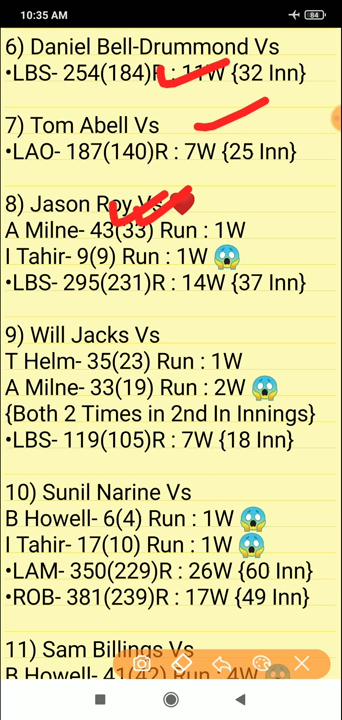 10:35 AM
84
6) Daniel Bell-Drummond Vs
•LBS- 254(184)R : 11W {32 Inn}
7) Tom Abell Vs
•LAO- 187(140)R : 7W {25 Inn}
8) Jason Roy Vs ❤️
A Milne- 43(33) Run : 1W
I Tahir- 9(9) Run : 1W 😱
•LBS- 295(231)R : 14W {37 Inn}
9) Will Jacks Vs
T Helm- 35(23) Run : 1W
A Milne- 33(19) Run : 2W 😱
{Both 2 Times in 2nd In Innings}
•LBS- 119(105)R : 7W {18 Inn}
10) Sunil Narine Vs
B Howell- 6(4) Run : 1W 😱
I Tahir- 17(10) Run : 1W 😱
•LAM- 350(229)R : 26W {60 Inn}
•ROB- 381(239)R : 17W {49 Inn}
11) Sam Billings Vs
B Howell- 41(42) Run : 4W 😱